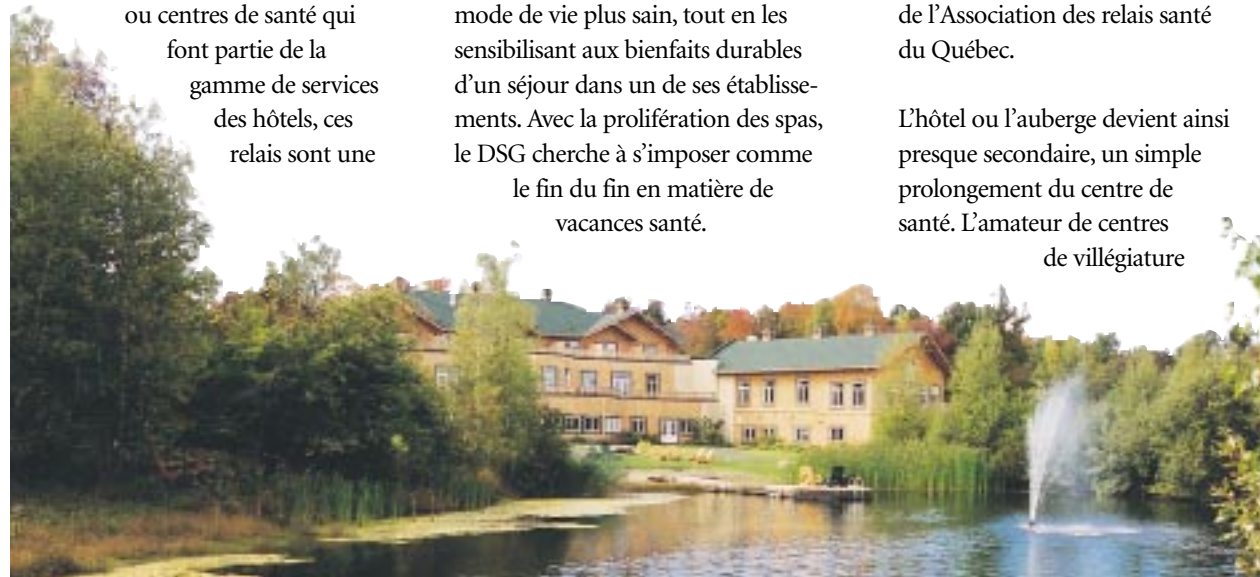 ou centres de santé qui
font partie de la
gamme de services
des hôtels, ces
relais sont une
mode de vie plus sain, tout en les
sensibilisant aux bienfaits durables
d’un séjour dans un de ses établisse-
ments. Avec la prolifération des spas,
le DSG cherche à s’imposer comme
le fin du fin en matière de
vacances santé.
de l’Association des relais santé
du Québec.
L’hôtel ou l’auberge devient ainsi
presque secondaire, un simple
prolongement du centre de
santé. L’amateur de centres
de villégiature